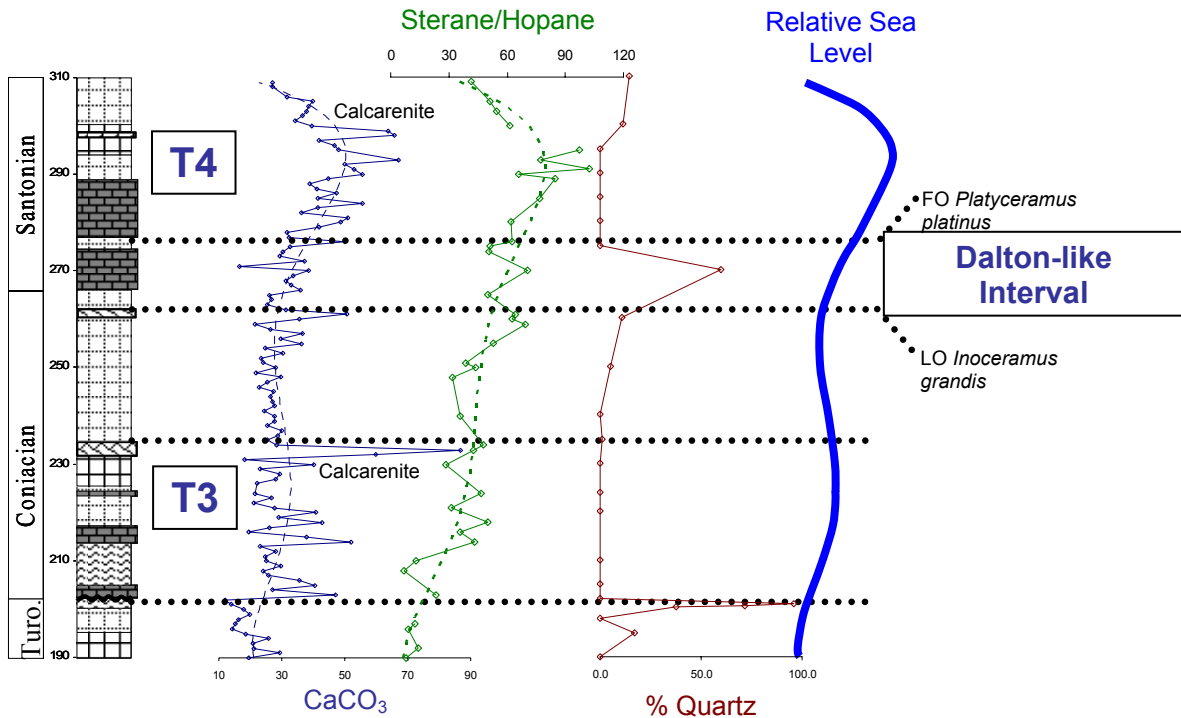 Sterane/Hopane
0 30 60 90 120
Relative Sea
Level
310
290
270
250
230
210
190
Santonian
Coniacian
Turo.
T4
T3
Calcarenite
Calcarenite
FO Platyceramus
platinus
Dalton-like
Interval
LO Inoceramus
grandis
10 30 50 70 90
0.0 50.0 100.0
CaCO₃
% Quartz